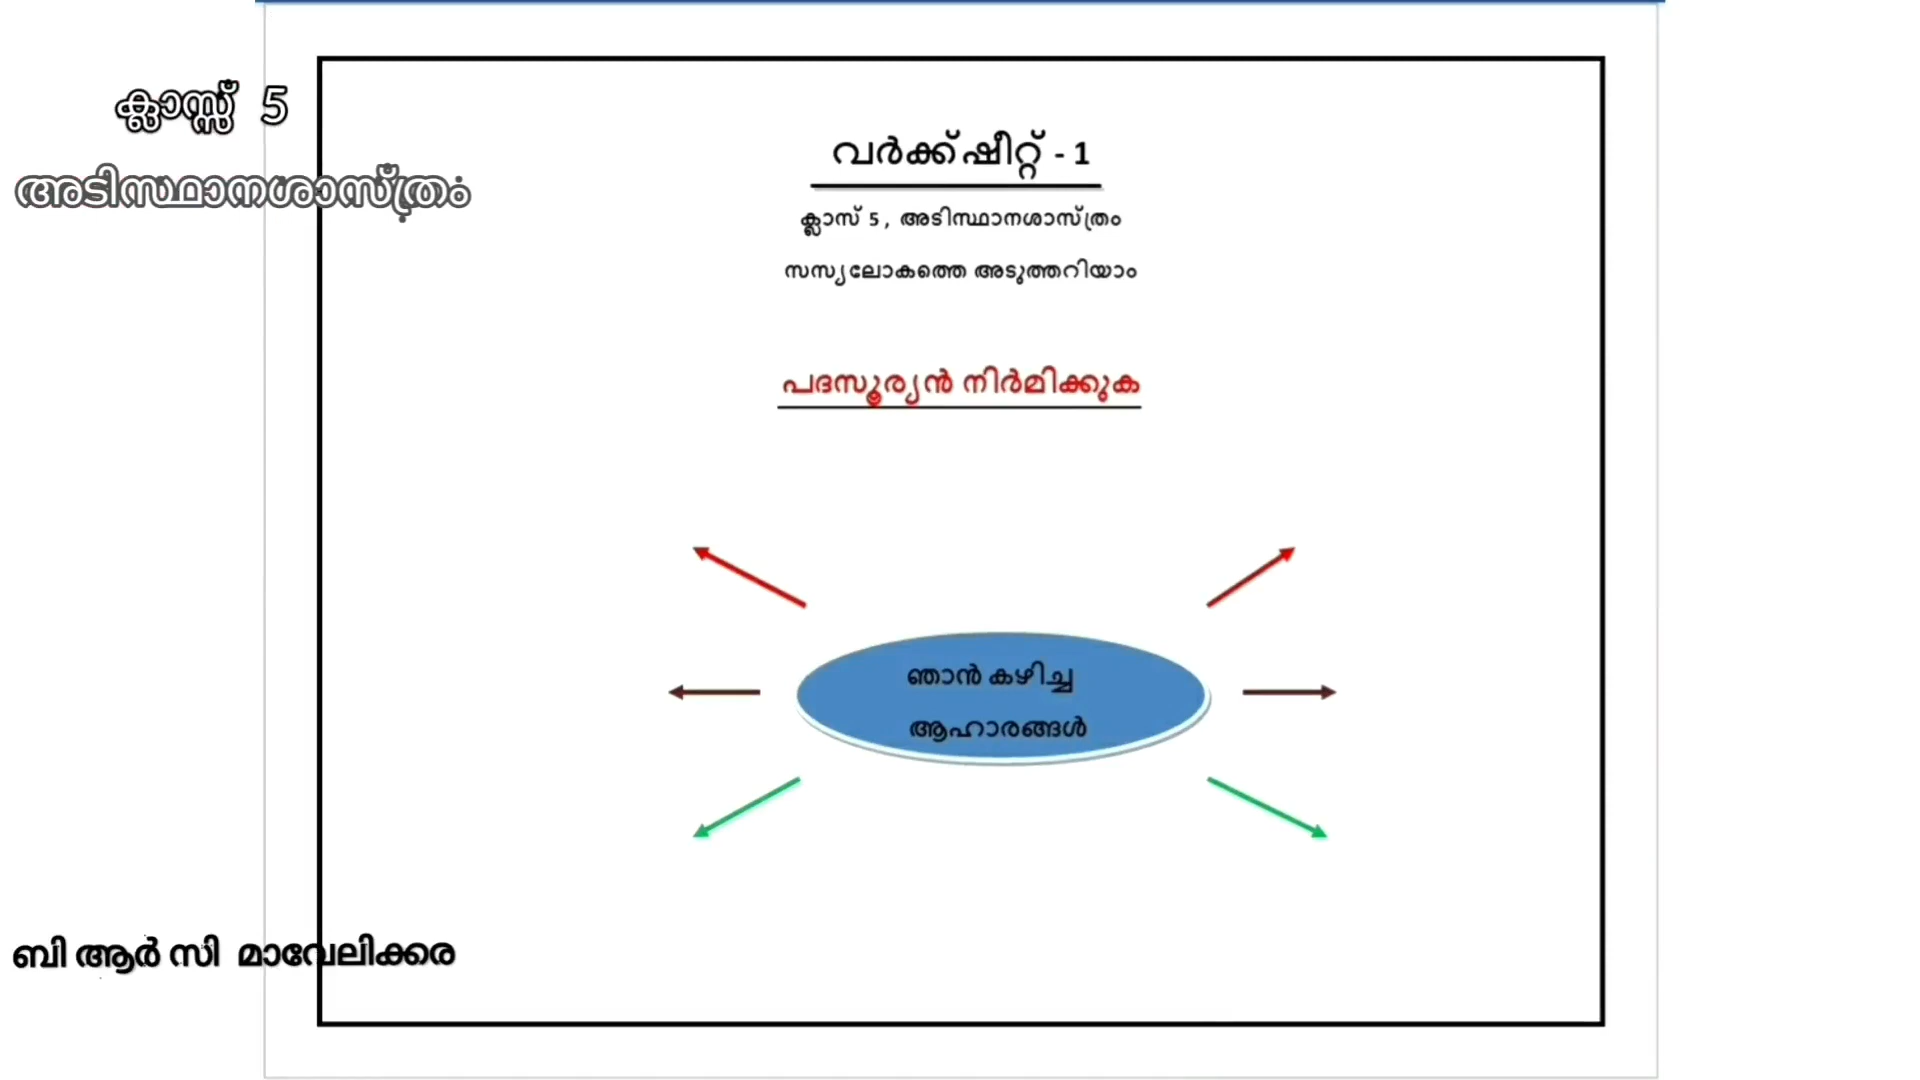 ക്ലാസ്സ് 5
അടിസ്ഥാനശാസ്ത്രം
വർക്ക്ഷീറ്റ് - 1
ക്ലാസ് 5, അടിസ്ഥാനശാസ്ത്രം
സസ്യലോകത്തെ അടുത്തറിയാം
പദസൂര്യൻ നിർമിക്കുക
ഞാൻ കഴിച്ച
ആഹാരങ്ങൾ
ബി ആർ സി മാവേലിക്കര